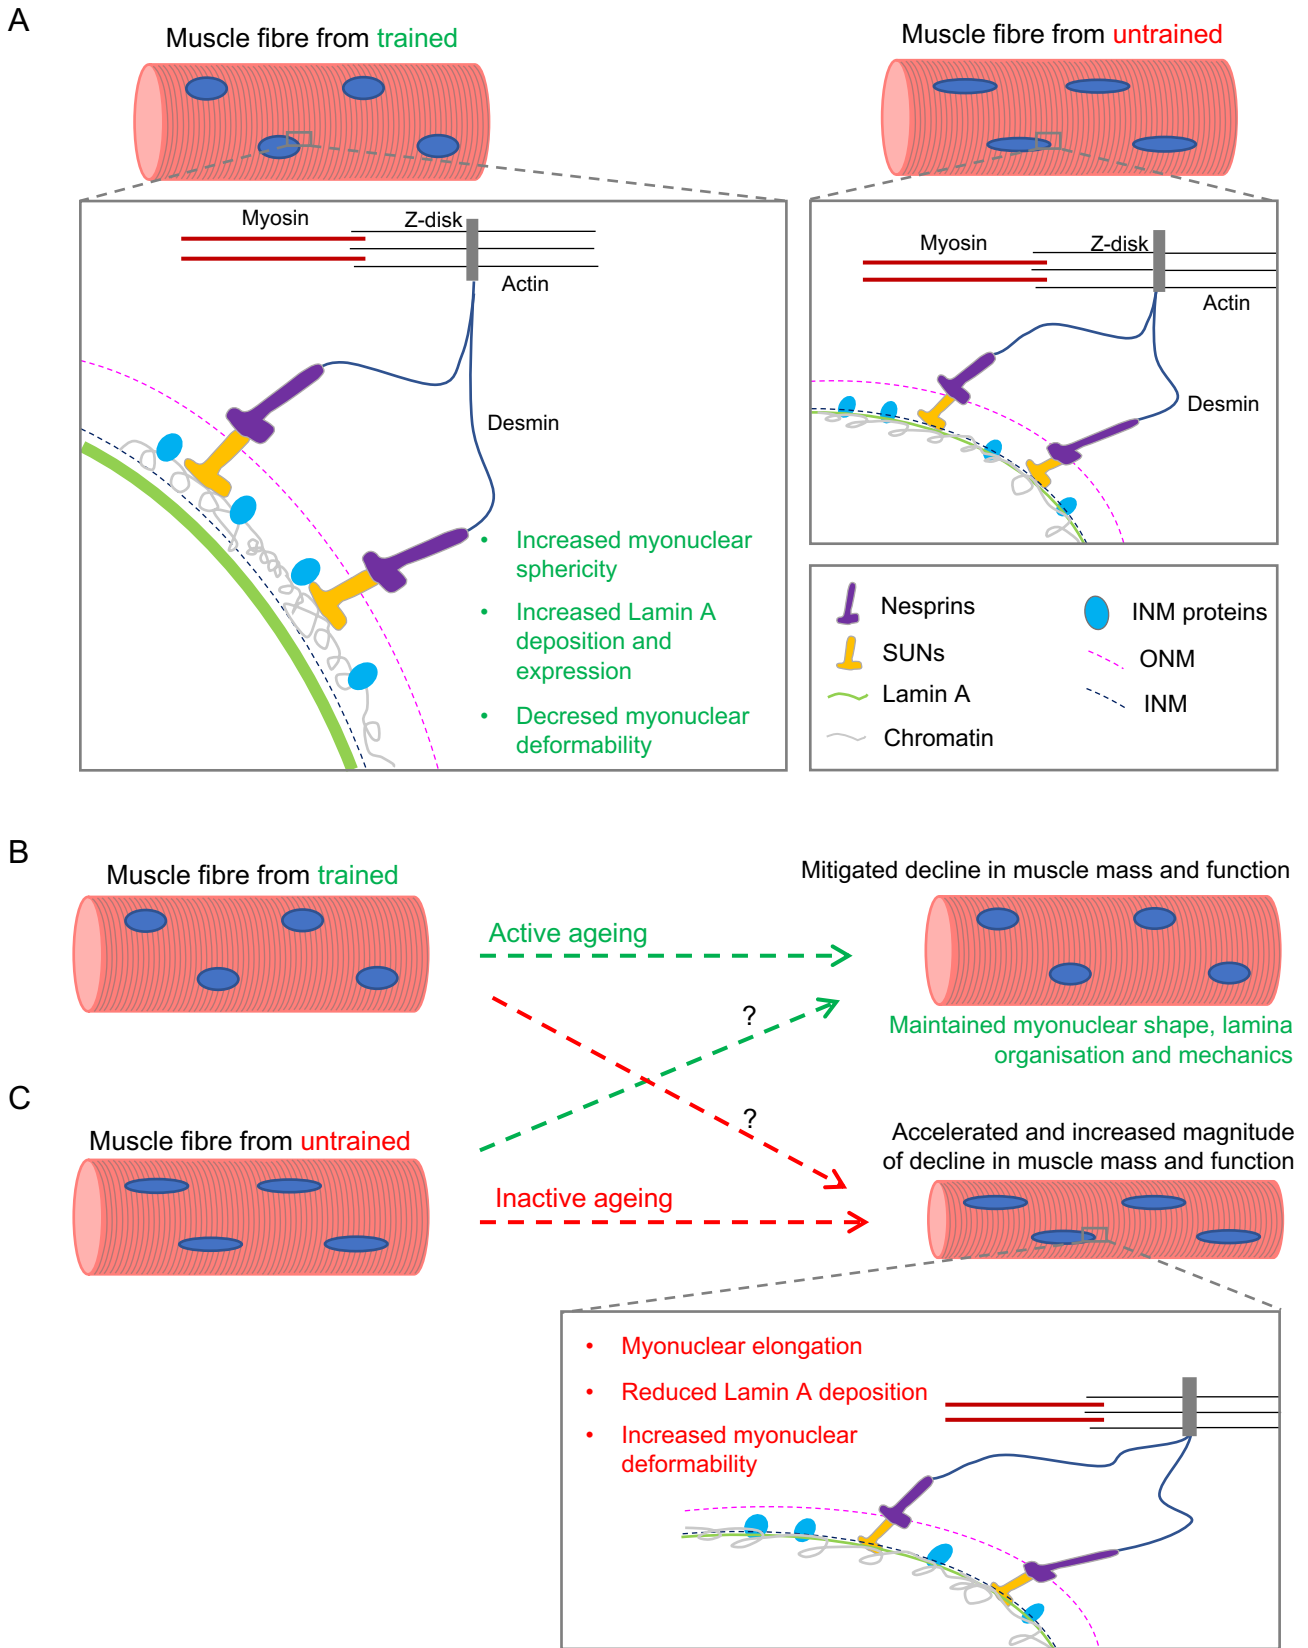 A
Muscle fibre from trained
Muscle fibre from untrained
Myosin
Z-disk
Actin
Desmin
• Increased myonuclear
sphericity
• Increased Lamin A
deposition and
expression
• Decresed myonuclear
deformability
Myosin
Z-disk
Actin
Desmin
Nesprins
SUNs
Lamin A
Chromatin
INM proteins
ONM
INM
B
Muscle fibre from trained
Active ageing
?
Mitigated decline in muscle mass and function
Maintained myonuclear shape, lamina
organisation and mechanics
C
Muscle fibre from untrained
?
Inactive ageing
Accelerated and increased magnitude
of decline in muscle mass and function
• Myonuclear elongation
• Reduced Lamin A deposition
• Increased myonuclear
deformability